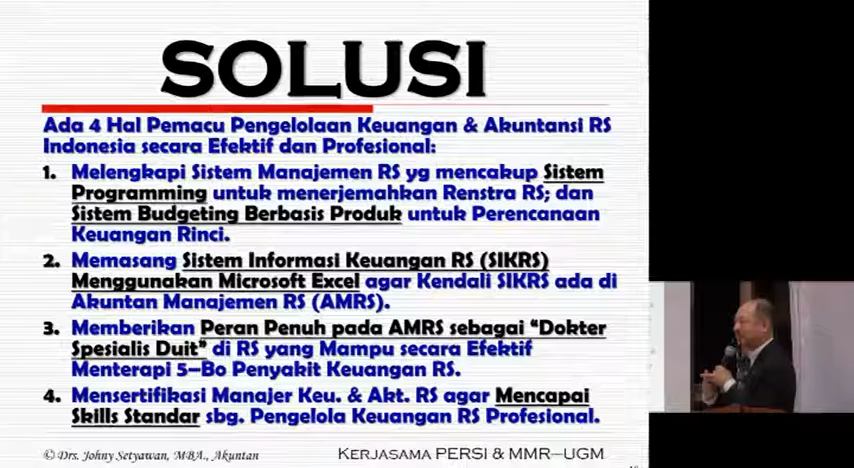 SOLUSI
Ada 4 Hal Pemacu Pengelolaan Keuangan & Akuntansi RS
Indonesia secara Efektif dan Profesional:
1. Melengkapi Sistem Manajemen RS yg mencakup Sistem
Programming untuk menerjemahkan Renstra RS; dan
Sistem Budgeting Berbasis Produk untuk Perencanaan
Keuangan Rinci.
2. Memasang Sistem Informasi Keuangan RS (SIKRS)
Menggunakan Microsoft Excel agar Kendali SIKRS ada di
Akuntan Manajemen RS (AMRS).
3. Memberikan Peran Penuh pada AMRS sebagai “Dokter
Spesialis Duit” di RS yang Mampu secara Efektif
Menterapi 5–Bo Penyakit Keuangan RS.
4. Mensertifikasi Manajer Keu. & Akt. RS agar Mencapai
Skills Standar sbg. Pengelola Keuangan RS Profesional.
© Drs. Johny Setyawan, MBA., Akuntan
KERJASAMA PERSI & MMR–UGM